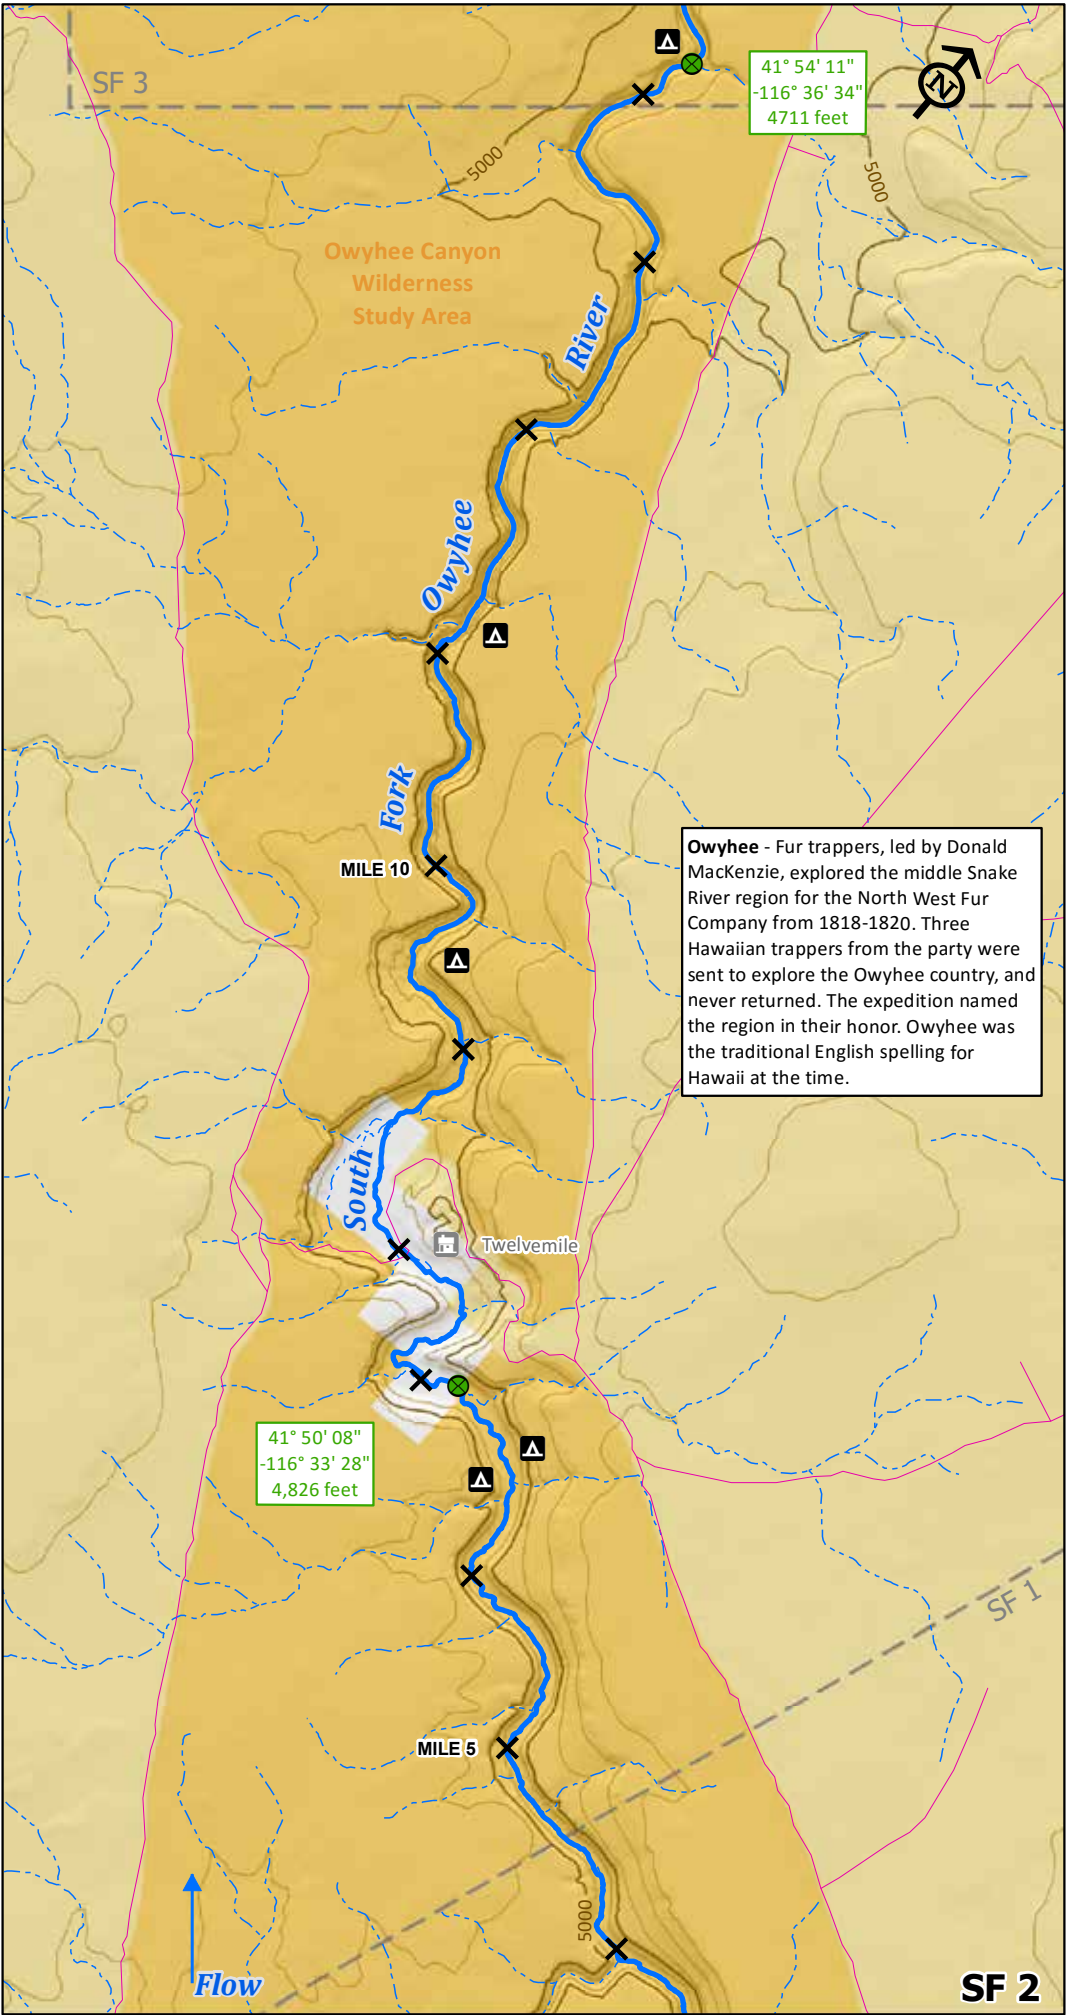 SF 3
41° 54' 11"
-116° 36' 34"
4711 feet
N
5000
5000
Owyhee Canyon
Wilderness
Study Area
River
Owyhee
Fork
MILE 10
Owyhee - Fur trappers, led by Donald
MacKenzie, explored the middle Snake
River region for the North West Fur
Company from 1818-1820. Three
Hawaiian trappers from the party were
sent to explore the Owyhee country, and
never returned. The expedition named
the region in their honor. Owyhee was
the traditional English spelling for
Hawaii at the time.
South
Twelvemile
41° 50' 08"
-116° 33' 28"
4,826 feet
SF 1
MILE 5
5000
Flow
SF 2